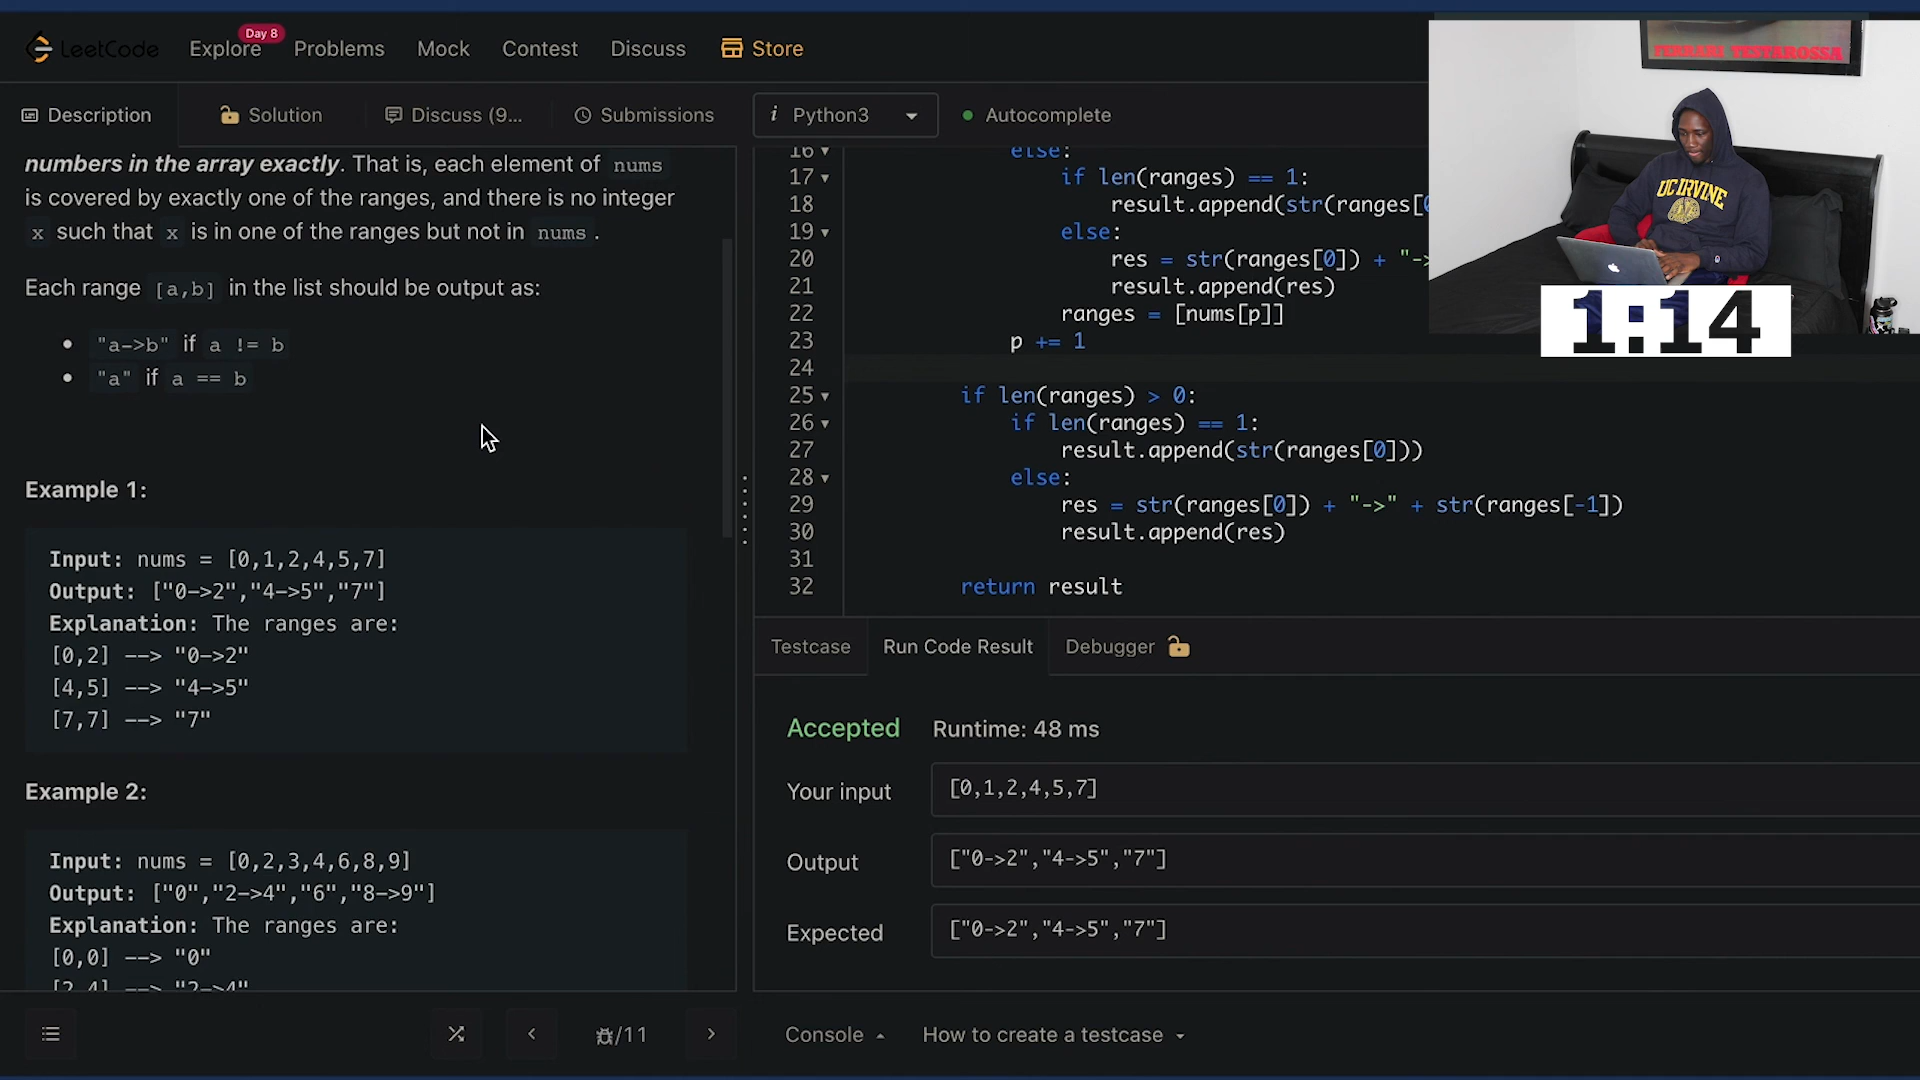 LeetCode
Explore
Day 8
Problems
Mock
Contest
Discuss
Store
Description
Solution
Discuss (9...
Submissions
numbers in the array exactly. That is, each element of nums
is covered by exactly one of the ranges, and there is no integer
x such that x is in one of the ranges but not in nums .
Each range [a,b] in the list should be output as:
"a->b" if a != b
"a" if a == b
Example 1:
Input: nums = [0,1,2,4,5,7]
Output: ["0->2","4->5","7"]
Explanation: The ranges are:
[0,2] --> "0->2"
[4,5] --> "4->5"
[7,7] --> "7"
Example 2:
Input: nums = [0,2,3,4,6,8,9]
Output: ["0","2->4","6","8->9"]
Explanation: The ranges are:
[0,0] --> "0"
[2,4] --> "2->4"
/11
i Python3
Autocomplete
16 else:
17 if len(ranges) == 1:
18 result.append(str(ranges[0
19 else:
20 res = str(ranges[0]) + "->
21 result.append(res)
22 ranges = [nums[p]]
23 p += 1
24
25 if len(ranges) > 0:
26 if len(ranges) == 1:
27 result.append(str(ranges[0]))
28 else:
29 res = str(ranges[0]) + "->" + str(ranges[-1])
30 result.append(res)
31
32 return result
Testcase
Run Code Result
Debugger
Accepted Runtime: 48 ms
Your input [0,1,2,4,5,7]
Output ["0->2","4->5","7"]
Expected ["0->2","4->5","7"]
Console
How to create a testcase
FERRARI TESTAROSSA
UC IRVINE
1:14